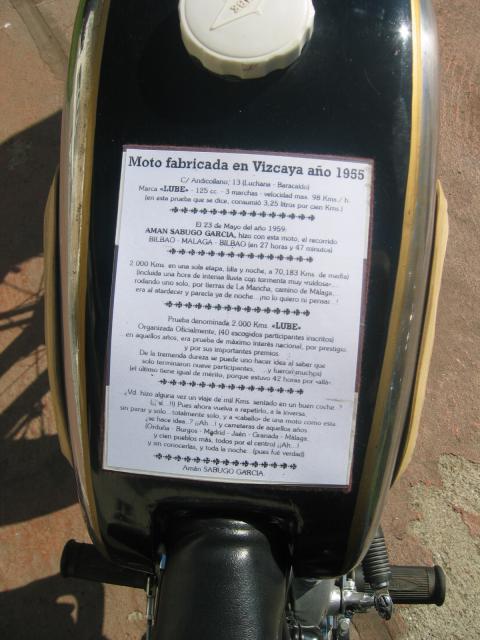 Moto fabricada en Vizcaya año 1955
C/ Andicollano, 13 (Luchana - Baracaldo)
Marca «LUBE» - 125 cc. - 3 marchas - velocidad max. 98 Kms./ h.
(en esta prueba que se dice, consumió 3,25 litros por cien Kms.)
El 23 de Mayo del año 1959:
AMAN SABUGO GARCIA, hizo con esta moto, el recorrido
BILBAO - MALAGA - BILBAO (en 27 horas y 47 minutos)
2.000 Kms. en una sola etapa, (día y noche, a 70,183 Kms. de media)
(incluida una hora de intensa lluvia con tormenta muy «ruidosa»...
rodando uno solo, por tierras de La Mancha, camino de Málaga...
era al atardecer y parecía ya de noche... ¡no lo quiero ni pensar...!
Prueba denominada 2.000 Kms. «LUBE»
Organizada Oficialmente, (40 escogidos participantes inscritos)
en aquellos años, era prueba de máximo interés nacional, por prestigio
y por sus importantes premios.
De la tremenda dureza se puede uno hacer idea al saber que
solo terminaron nueve participantes, ... y fueron ¡muchos!
(el último tiene igual de mérito, porque estuvo 42 horas por «allá»
¿Vd. hizo alguna vez un viaje de mil Kms. sentado en un buen coche..?
¡¡ sí...!! Pues ahora vuelva a repetirlo, a la inversa,
sin parar y solo... totalmente solo, y a «caballo» de una moto como esta
¿se hace idea..? ¡¡Ah...! y carreteras de aquellos años
(Orduña - Burgos - Madrid - Jaén - Granada - Málaga,
y cien pueblos más, todos por el centro) ¡¡Ah...!
y sin conocerlas, y toda la noche.. (pues fue verdad)
Amán SABUGO GARCIA